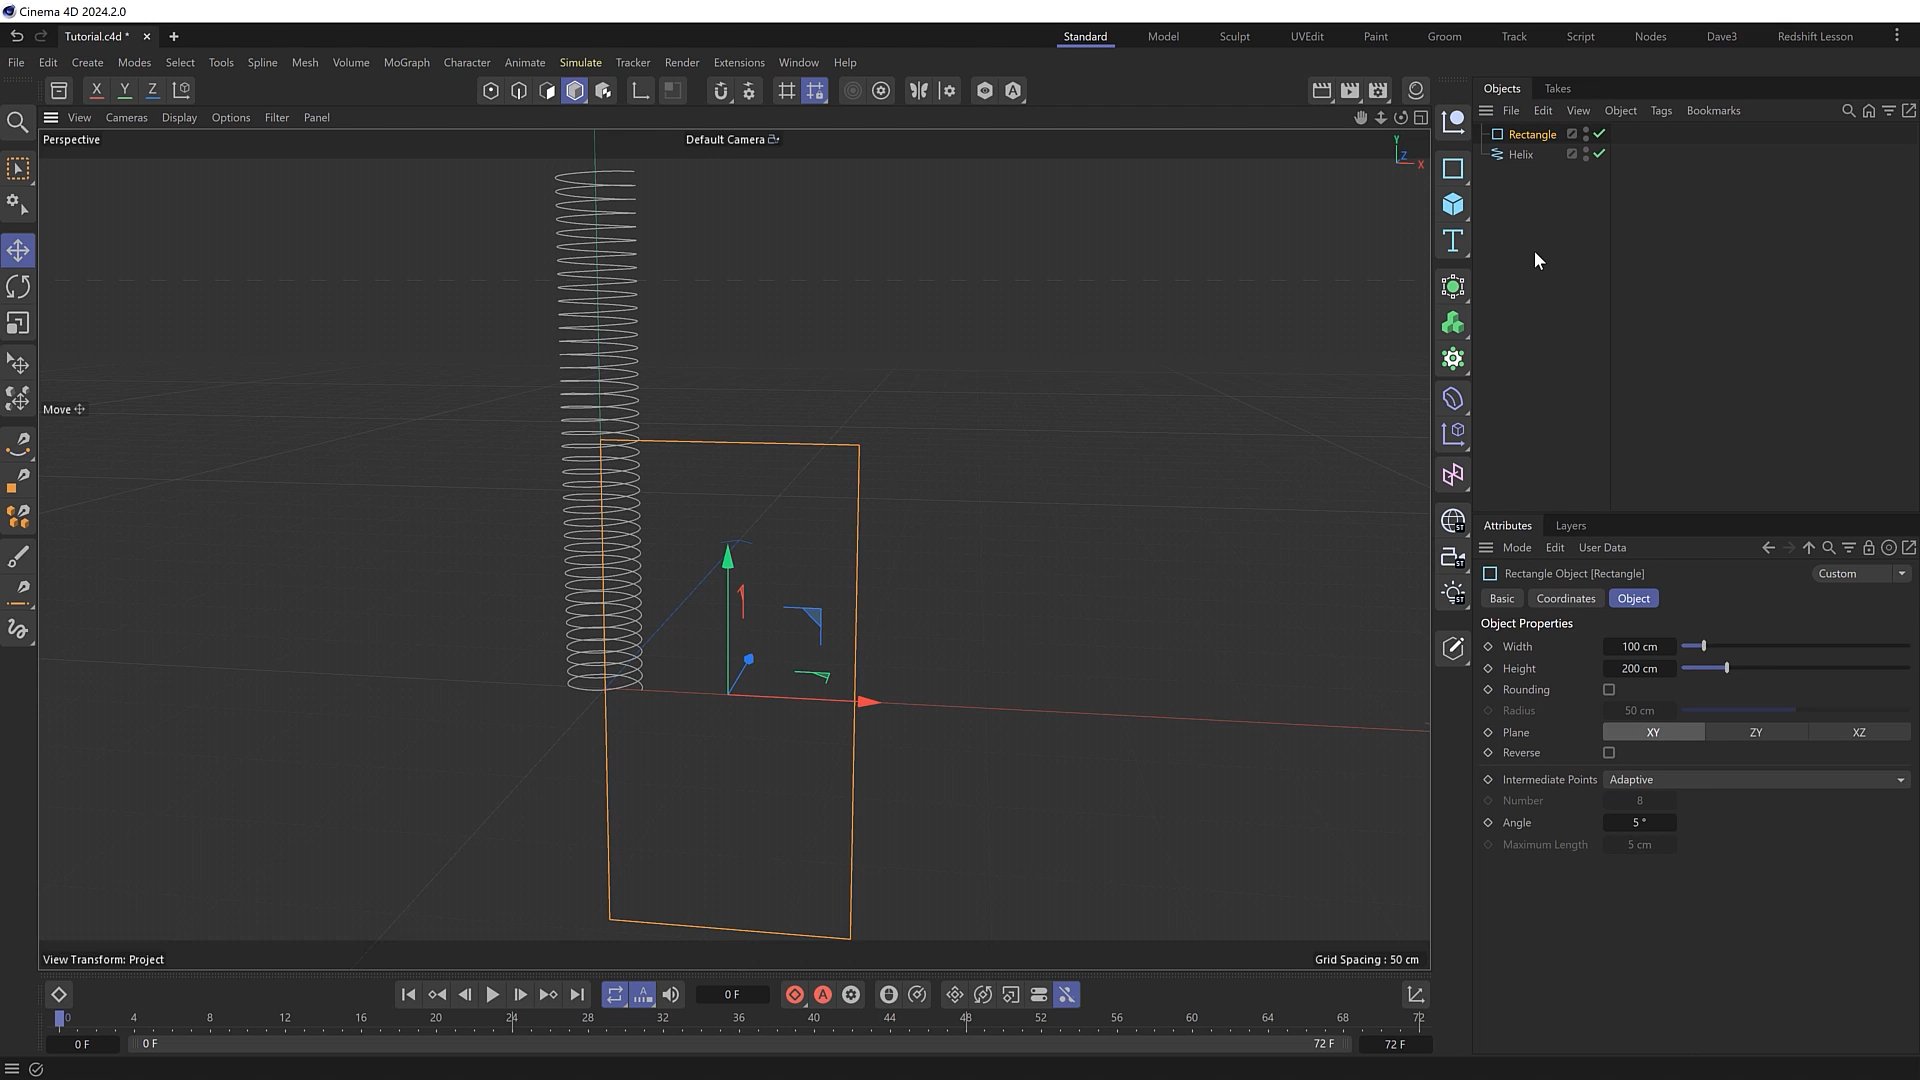 Cinema 4D 2024.2.0
Tutorial.c4d *
Standard Model Sculpt UVEdit Paint Groom Track Script Nodes Dave3 Redshift Lesson
File Edit Create Modes Select Tools Spline Mesh Volume MoGraph Character Animate Simulate Tracker Render Extensions Window Help
X Y Z
Objects Takes
File Edit View Object Tags Bookmarks
View Cameras Display Options Filter Panel
Perspective
Default Camera
Y
Z
X
Rectangle
Helix
Move
Attributes Layers
Mode Edit User Data
Rectangle Object [Rectangle]
Custom
Basic Coordinates Object
Object Properties
Width 100 cm
Height 200 cm
Rounding
Radius 50 cm
Plane XY ZY XZ
Reverse
Intermediate Points Adaptive
Number 8
Angle 5 °
Maximum Length 5 cm
ST
ST
ST
View Transform: Project
Grid Spacing : 50 cm
A
0 F
A
0 4 8 12 16 20 24 28 32 36 40 44 48 52 56 60 64 68 72
0 F 0 F 72 F 72 F